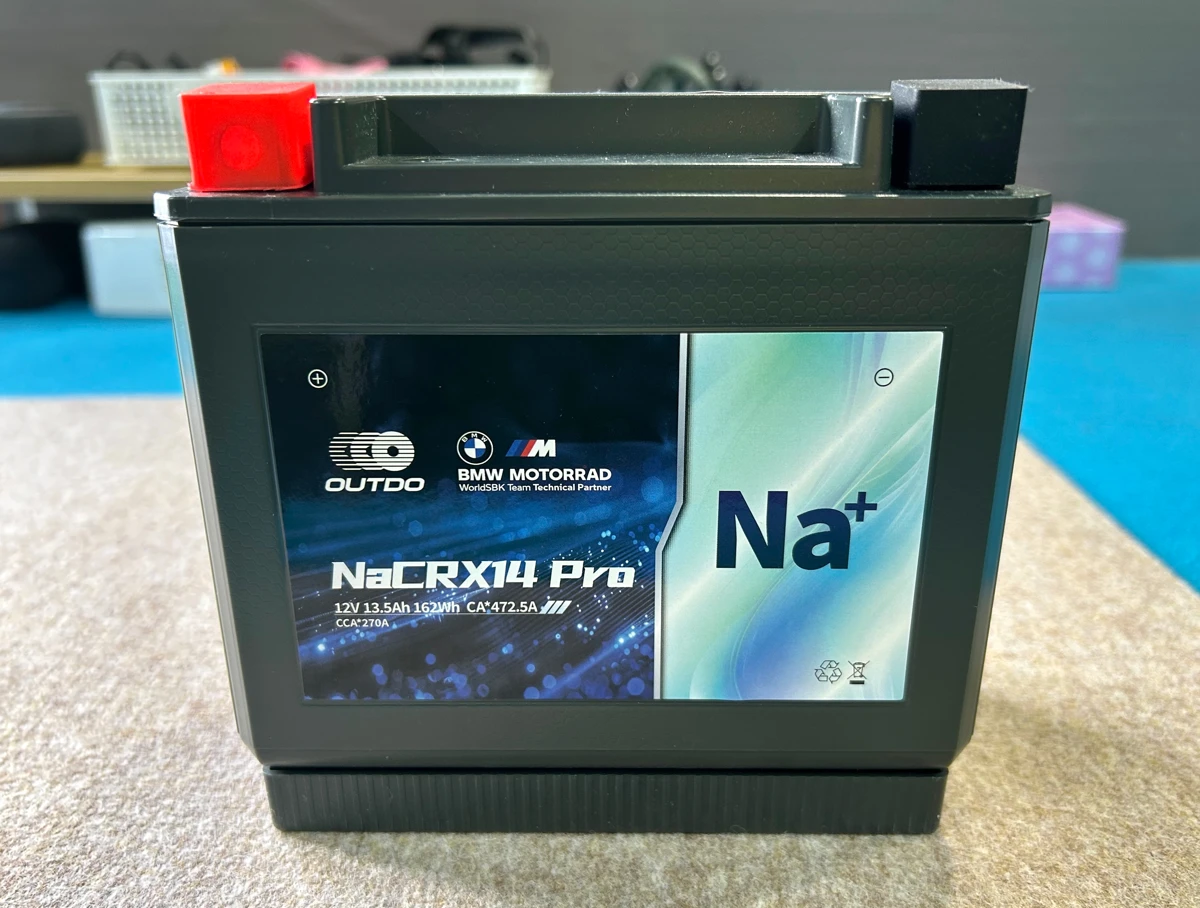 OUTDO
BMW
M
BMW MOTORRAD
WorldSBK Team Technical Partner
NaCRX14 Pro
12V 13.5Ah 162Wh CA*472.5A
CCA*270A
Na+